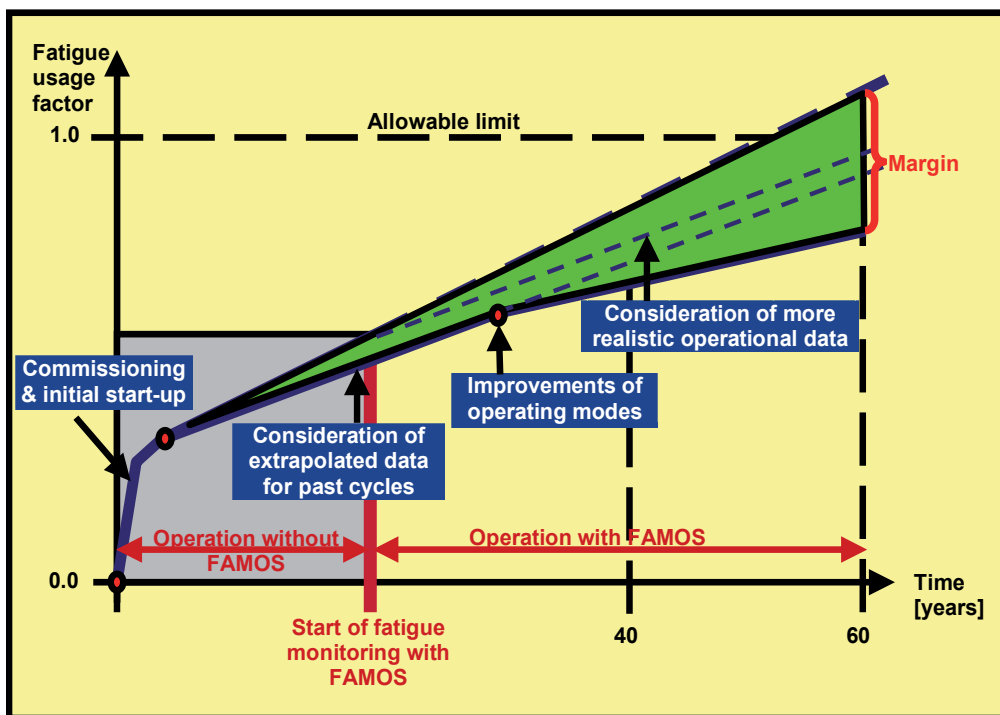 Fatigue
usage
factor
1.0
Allowable limit
Margin
Commissioning
& initial start-up
Consideration of more
realistic operational data
Improvements of
operating modes
Consideration of
extrapolated data
for past cycles
Operation without
FAMOS
Operation with FAMOS
0.0
Time
[years]
Start of fatigue
monitoring with
FAMOS
40
60